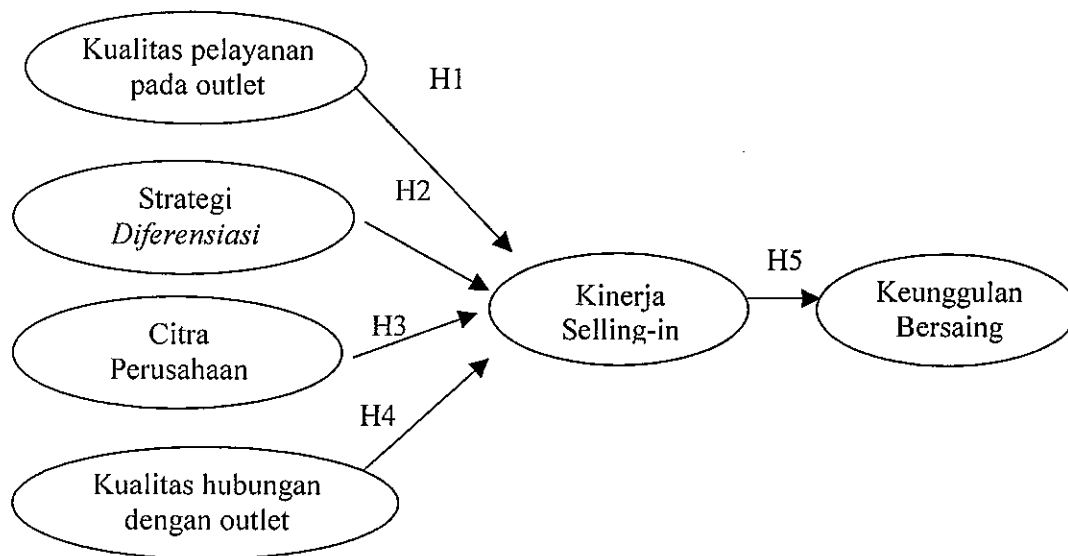 Kualitas pelayanan
pada outlet
H1
Strategi
Diferensiasi
H2
Citra
Perusahaan
H3
Kualitas hubungan
dengan outlet
H4
Kinerja
Selling-in
H5
Keunggulan
Bersaing